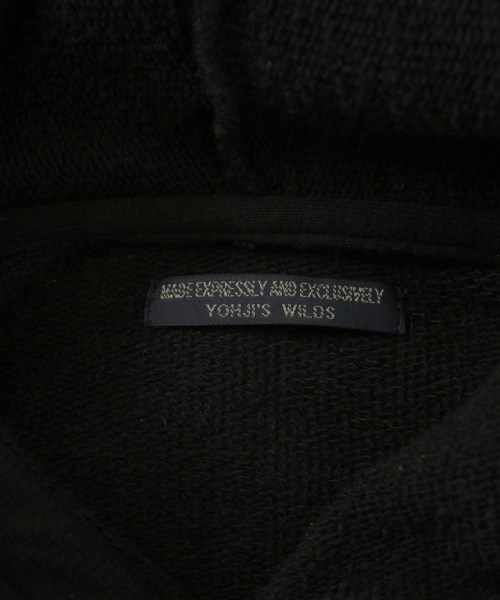 MADE EXPRESSLY AND EXCLUSIVELY
YOHJI'S WILDS